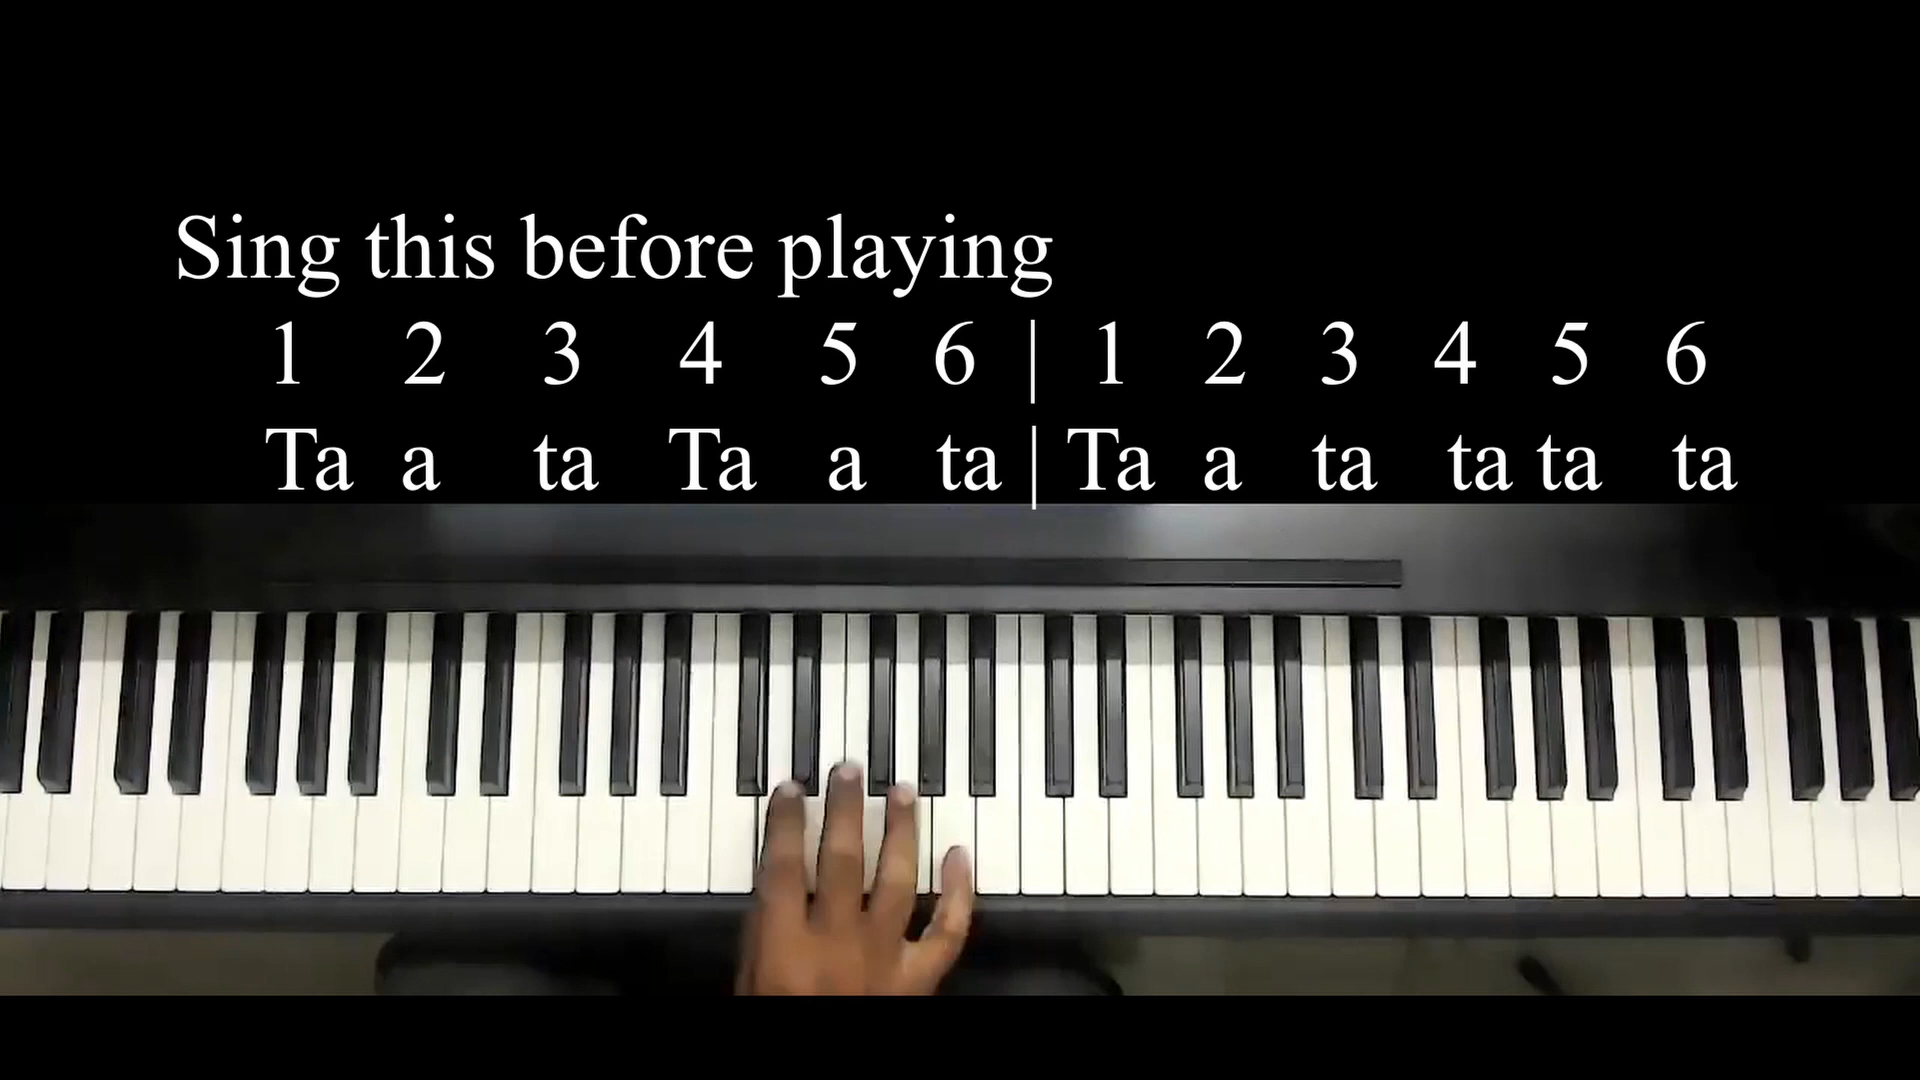 Sing this before playing
1 2 3 4 5 6 | 1 2 3 4 5 6
Ta a ta Ta a ta | Ta a ta ta ta ta